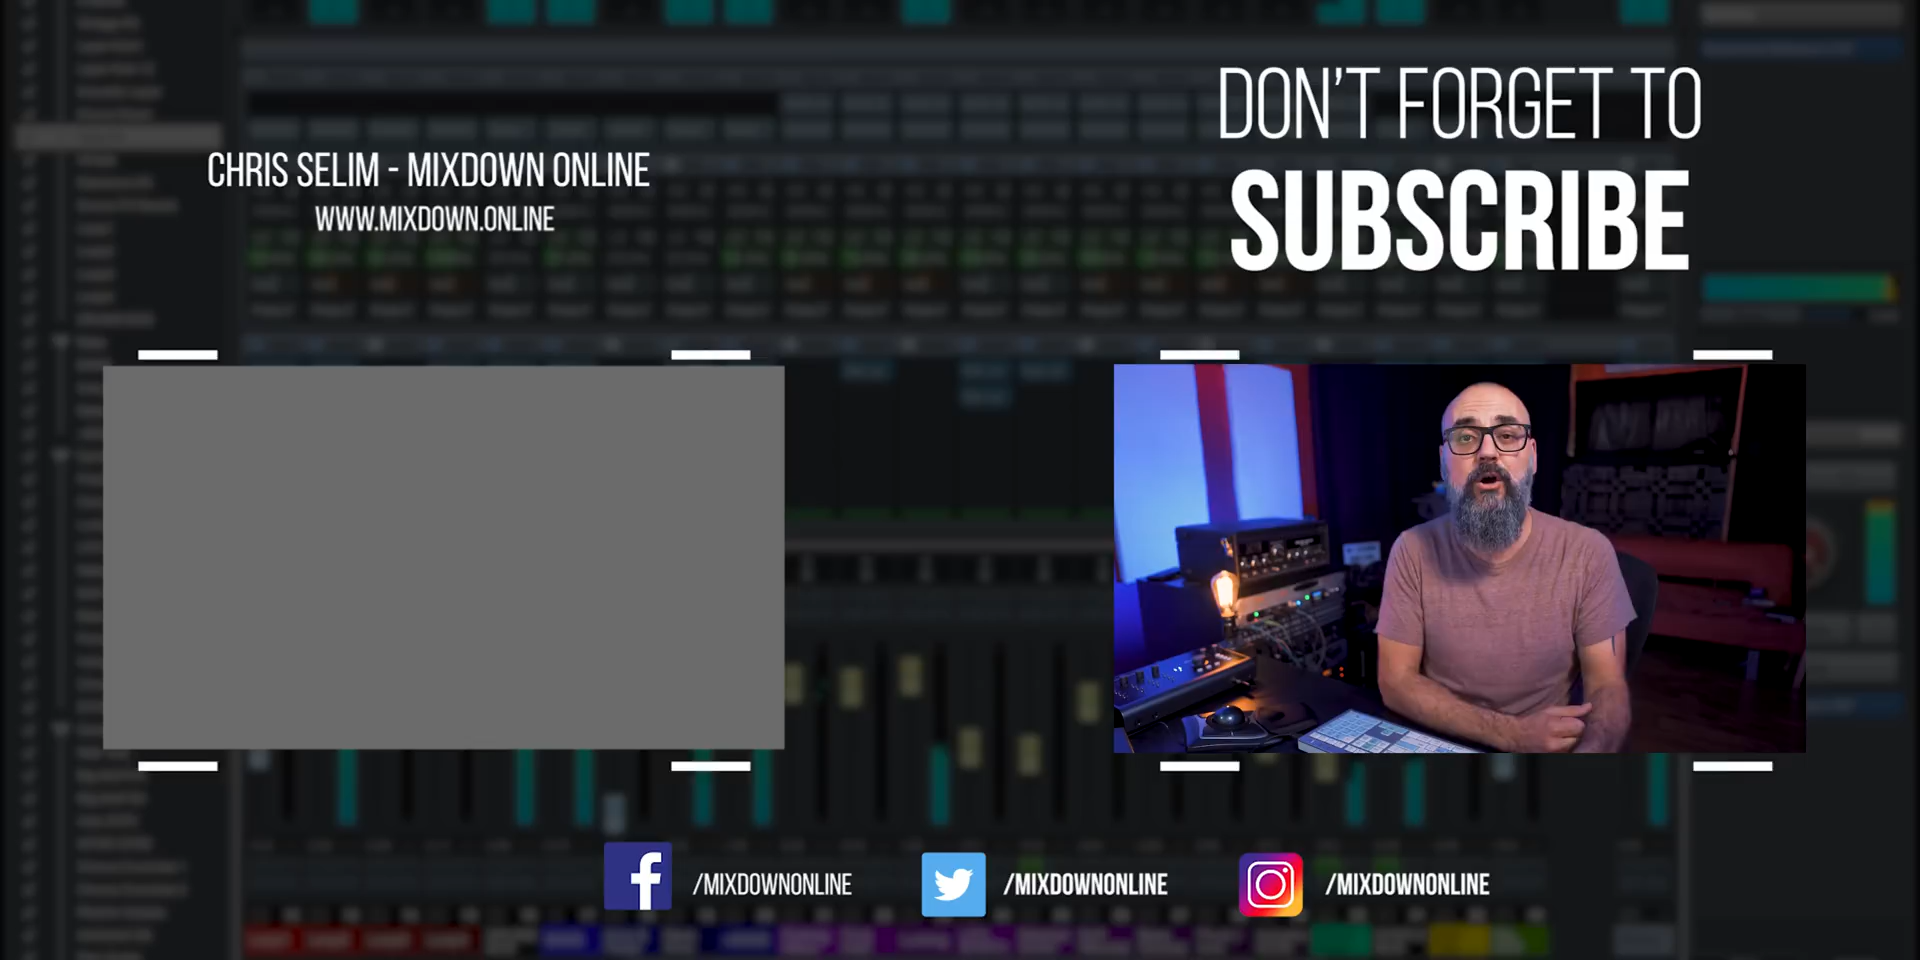 DON'T FORGET TO
SUBSCRIBE
CHRIS SELIM - MIXDOWN ONLINE
WWW.MIXDOWN.ONLINE
/MIXDOWNONLINE
/MIXDOWNONLINE
/MIXDOWNONLINE